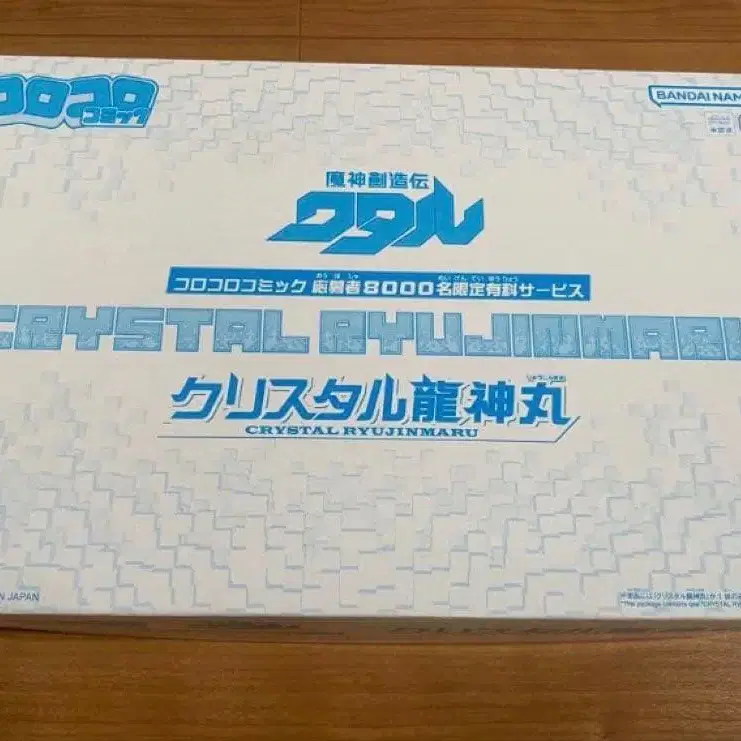 コロコロ
コミック
BANDAI NAM
魔神創造伝
ワタル
コロコロコミック 応募者8000名限定有料サービス
CRYSTAL RYUJINMARU
クリスタル龍神丸
CRYSTAL RYUJINMARU
N JAPAN